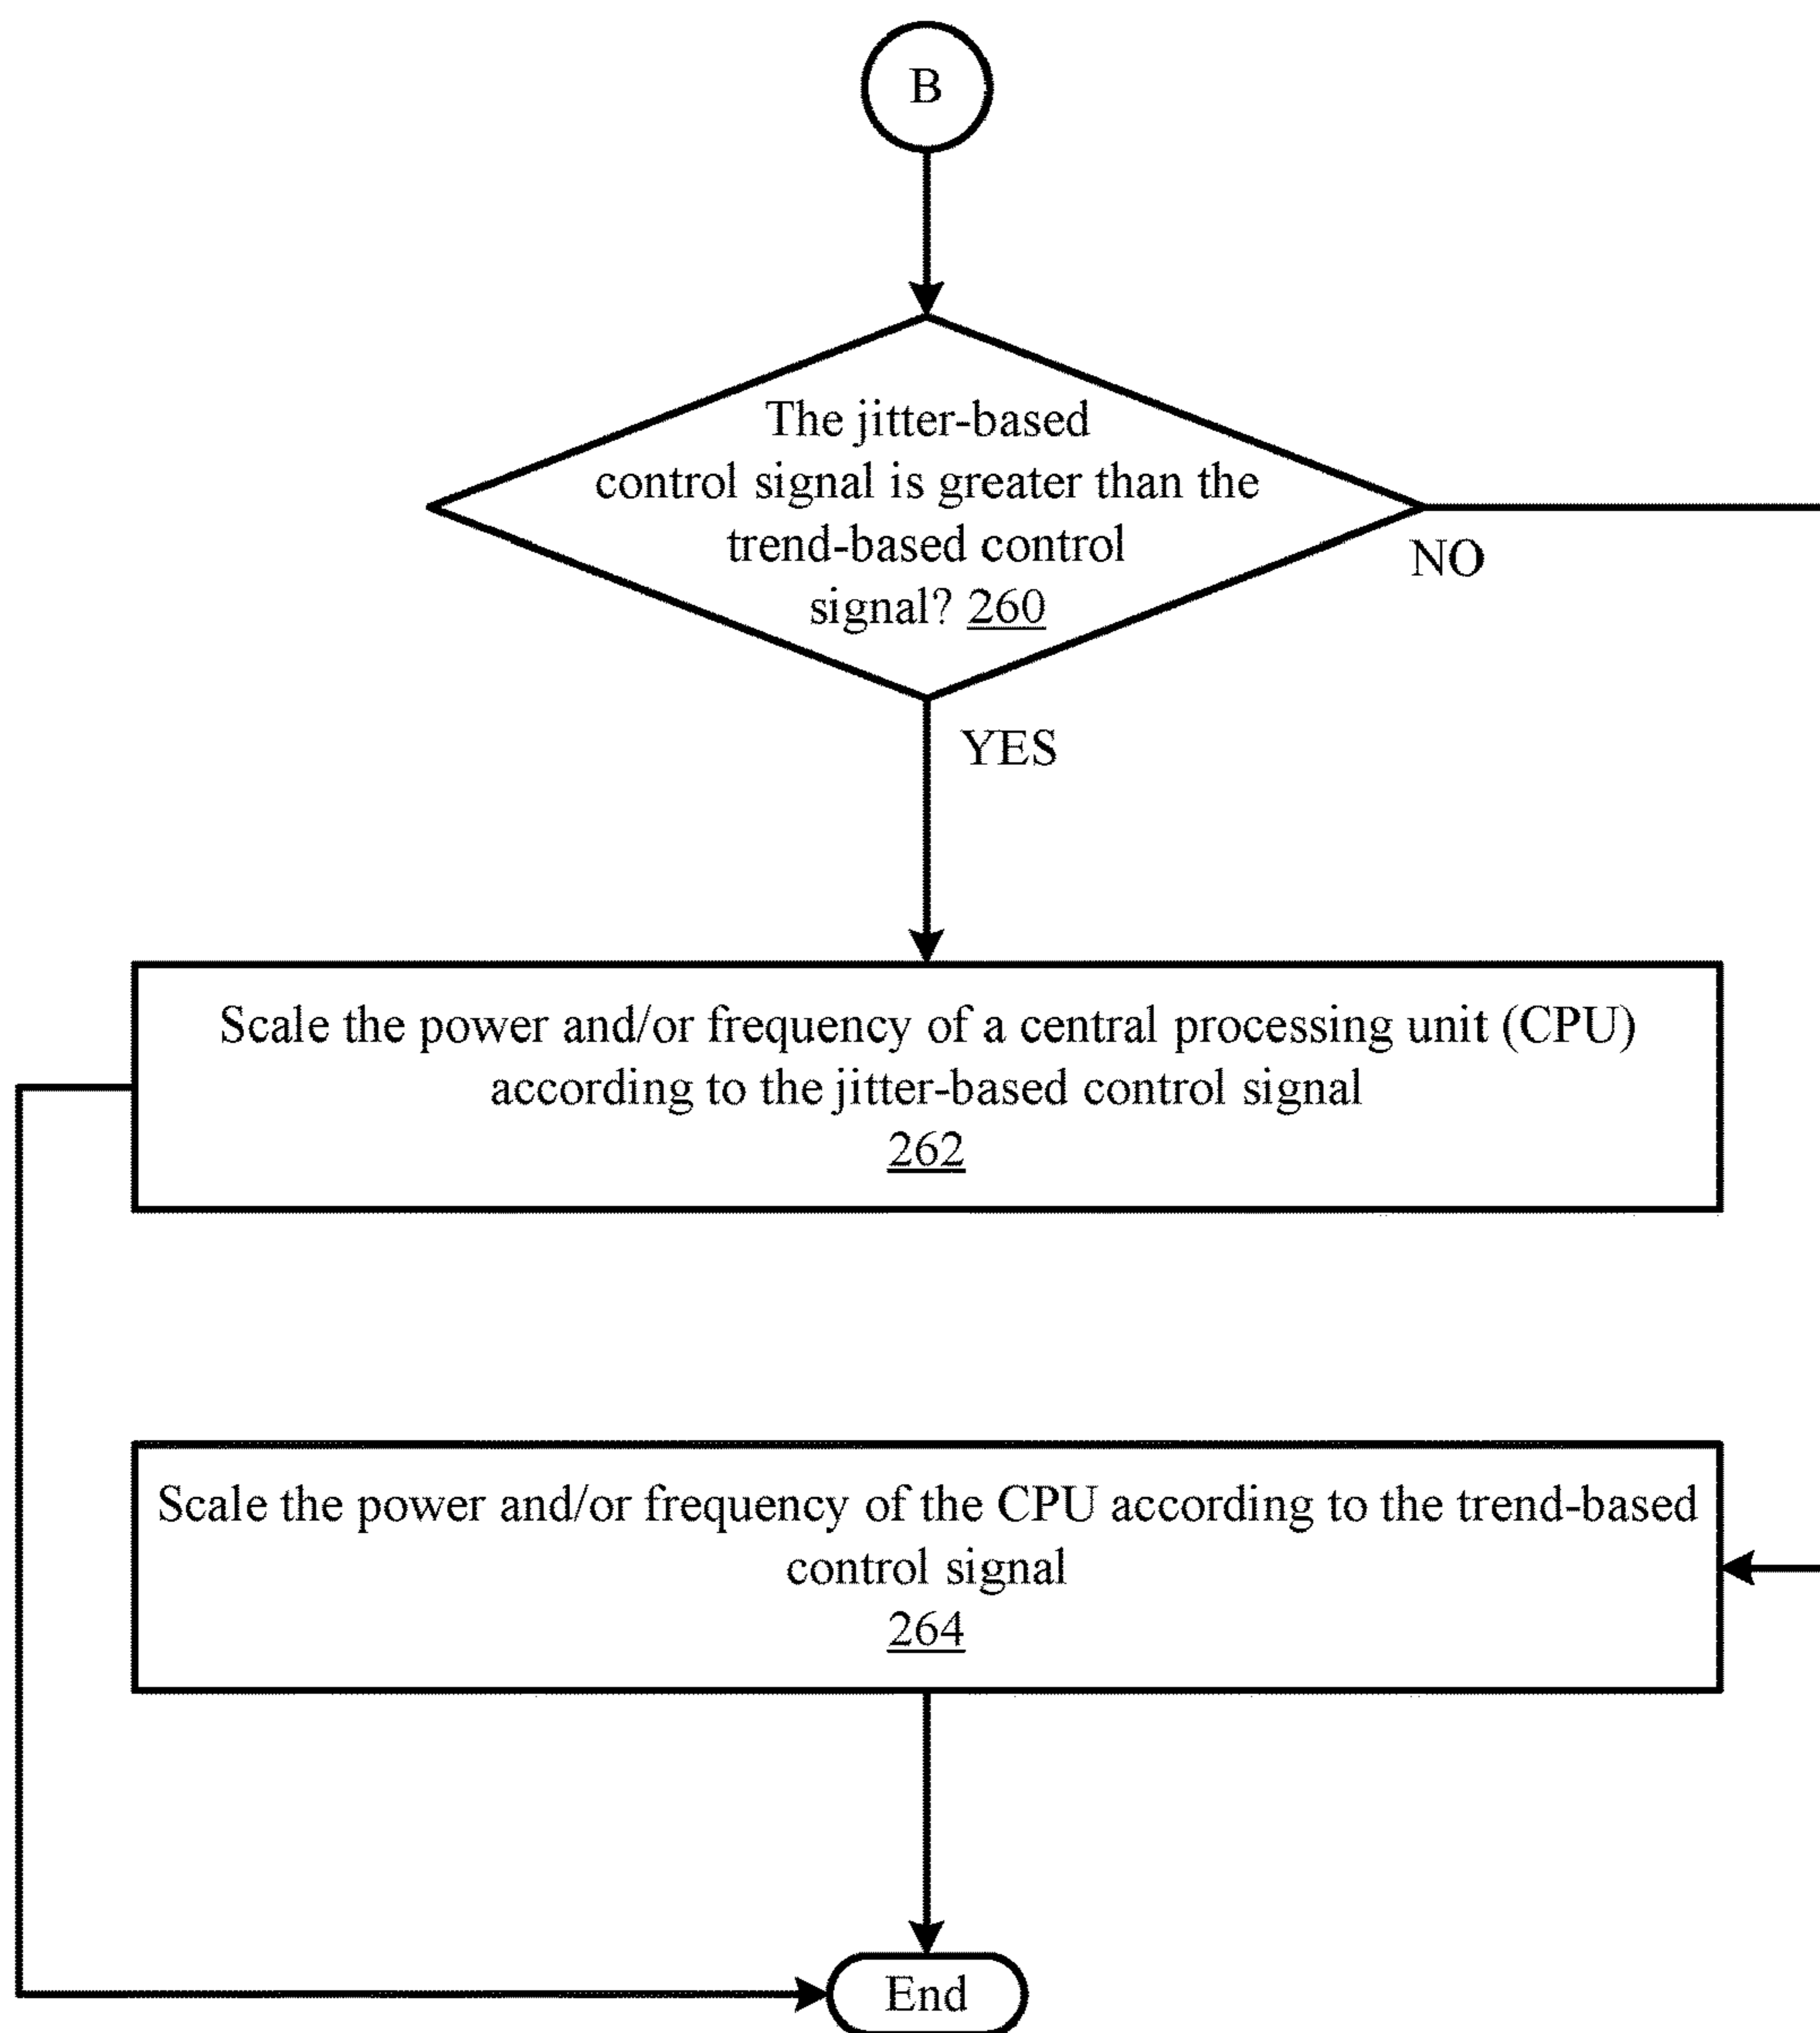 B
The jitter-based
control signal is greater than the
trend-based control
signal? 260
NO
YES
Scale the power and/or frequency of a central processing unit (CPU)
according to the jitter-based control signal
262
Scale the power and/or frequency of the CPU according to the trend-based
control signal
264
End